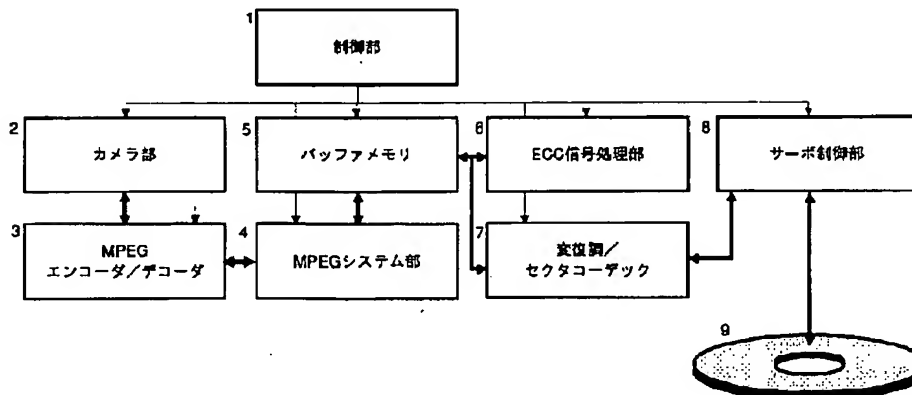 1
制御部
2
カメラ部
5
バッファメモリ
6
ECC信号処理部
8
サーボ制御部
3
MPEG
エンコーダ/デコーダ
4
MPEGシステム部
7
変復調/
セクタコーデック
9